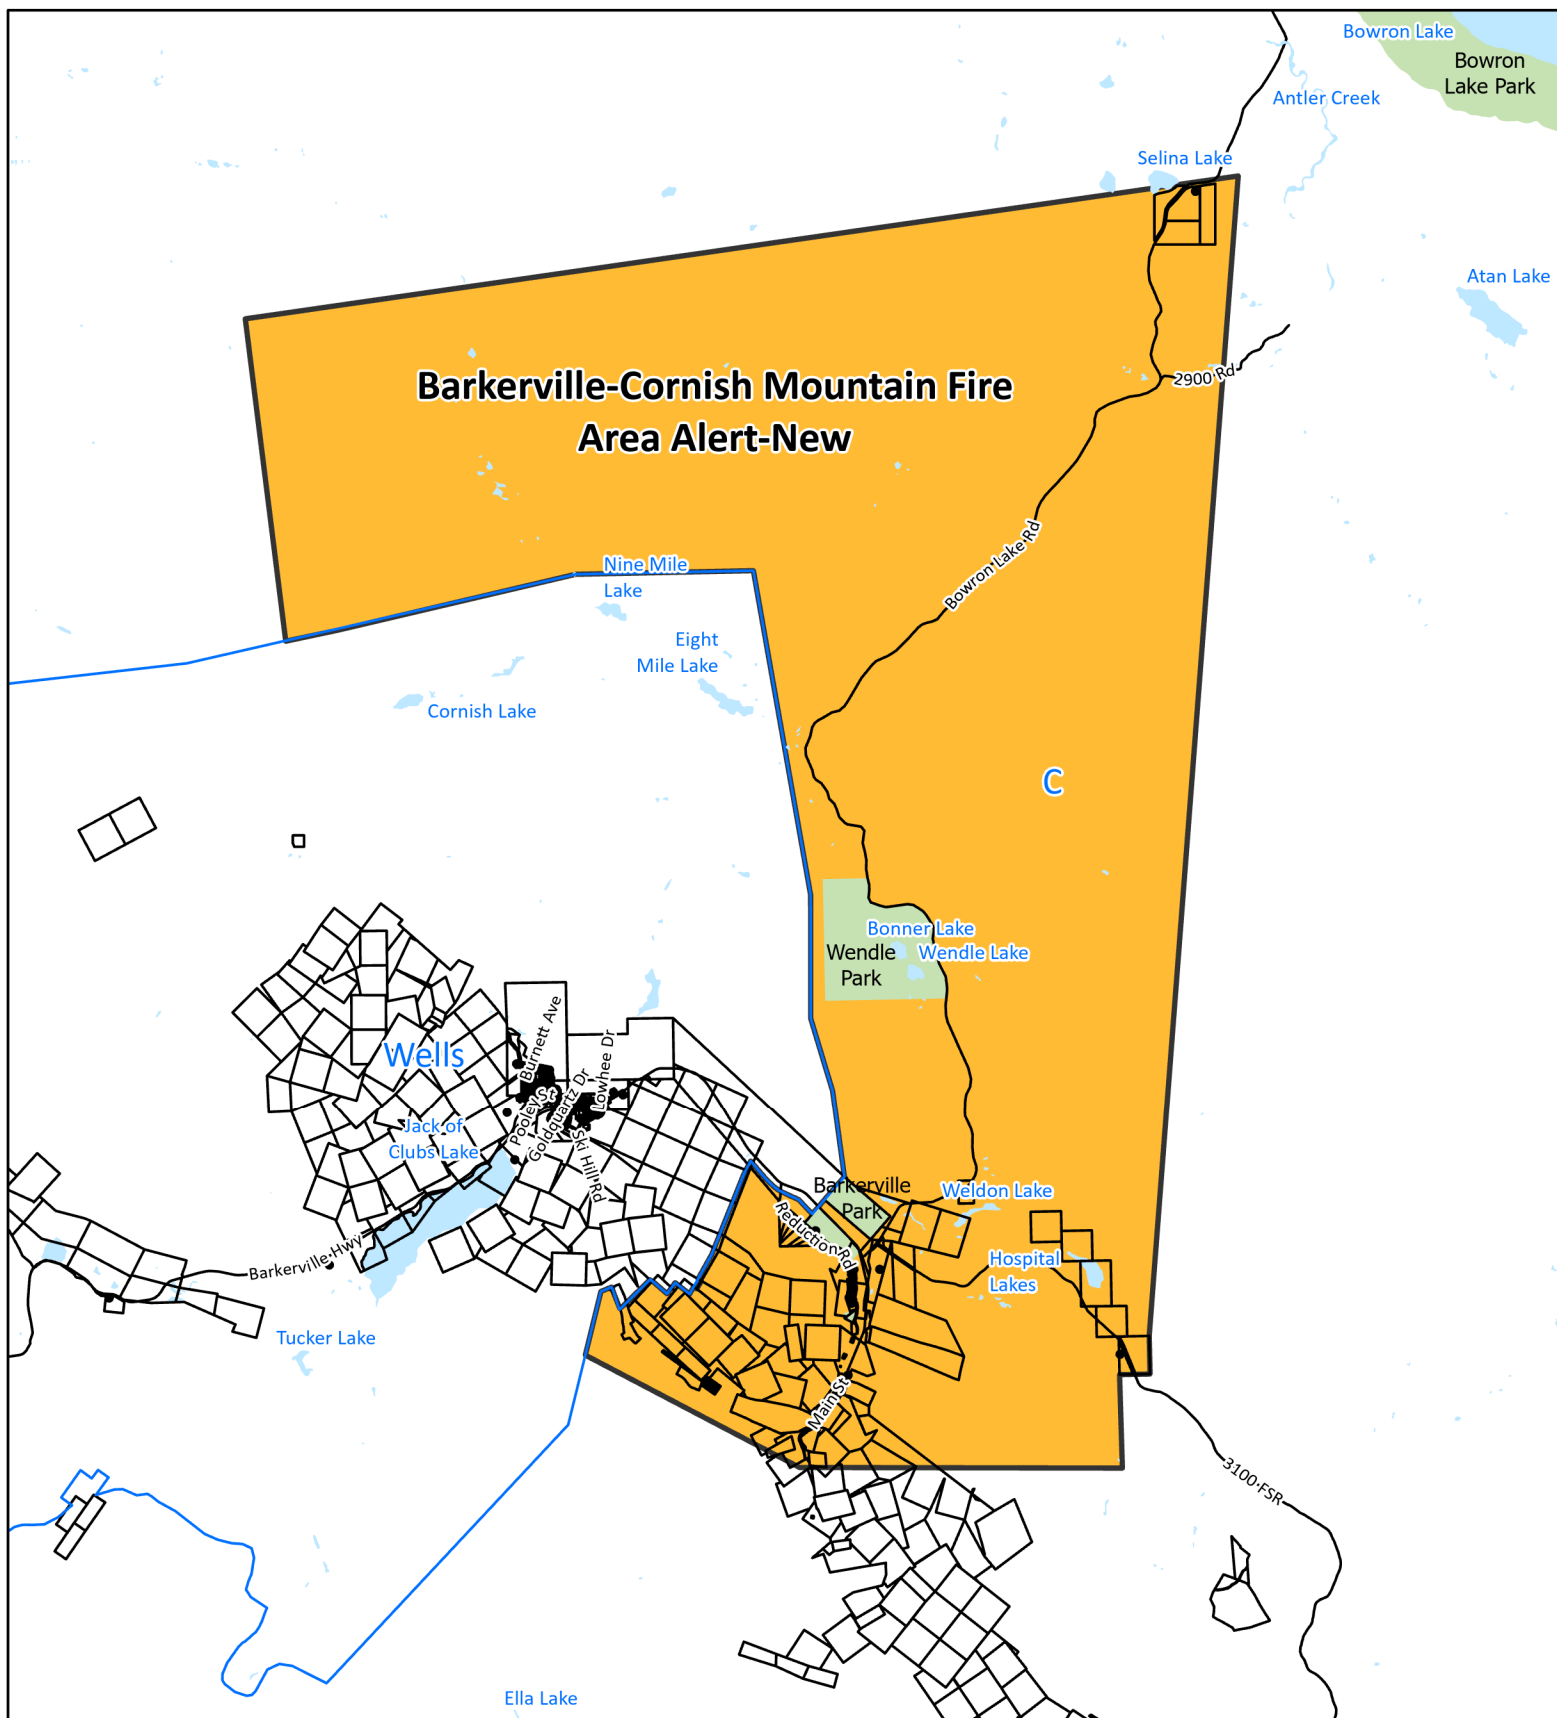 Bowron Lake
Bowron
Lake Park
Antler Creek
Selina Lake
Atan Lake
2900 Rd
Barkerville-Cornish Mountain Fire
Area Alert-New
Bowron Lake Rd
Nine Mile
Lake
Eight
Mile Lake
Cornish Lake
C
Bonner Lake
Wendle
Park
Wendle Lake
Wells
Burnett Ave
Lowhee Dr
Pooley St
Goldquartz Dr
Ski Hill Rd
Jack of
Clubs Lake
Barkerville
Park
Weldon Lake
Reduction Rd
Barkerville Hwy
Hospital
Lakes
Tucker Lake
Main St
3100 FSR
Ella Lake